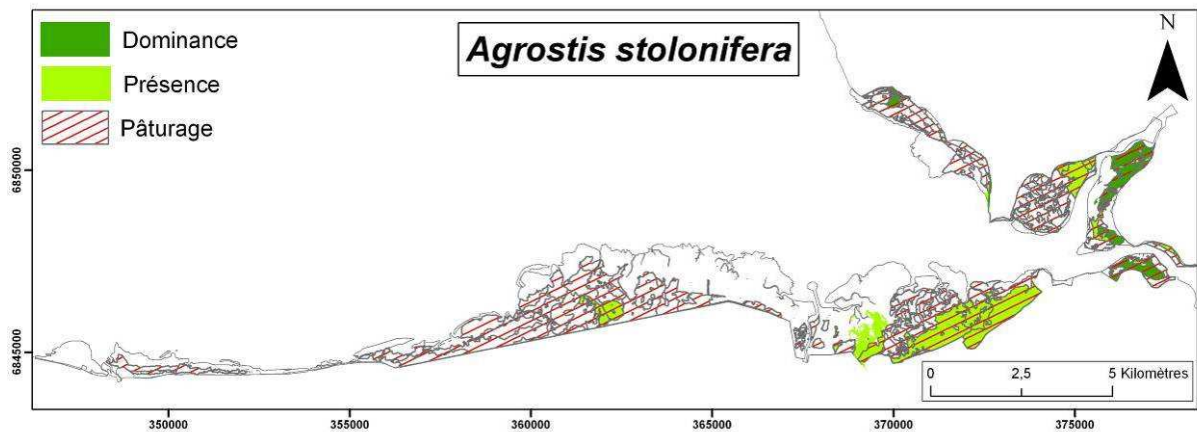 Dominance
Présence
Pâturage
Agrostis stolonifera
N
6850000
6845000
0 2,5 5 Kilomètres
350000 355000 360000 365000 370000 375000